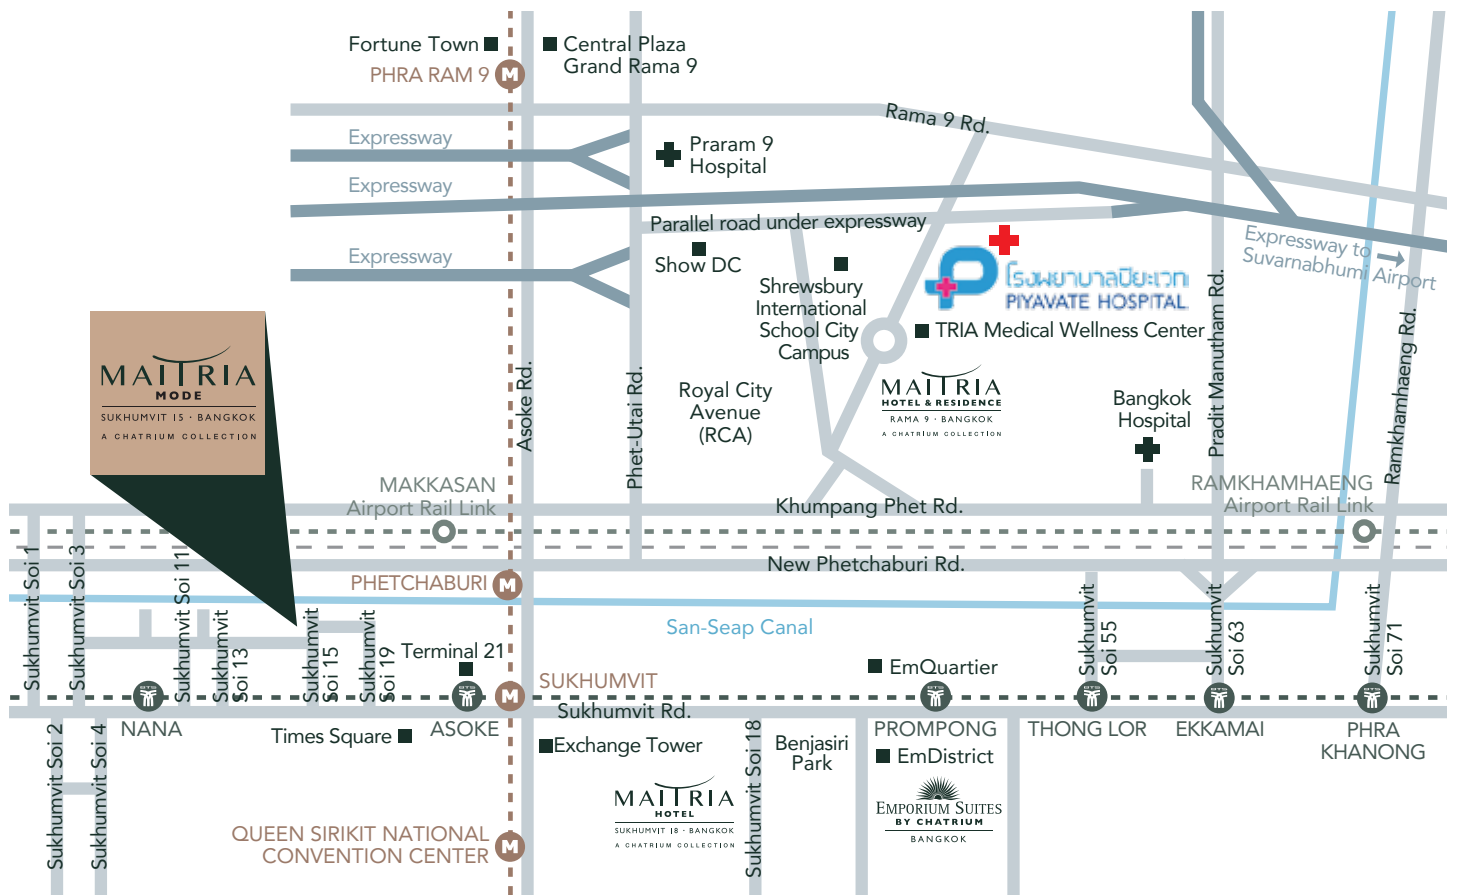 Fortune Town
Central Plaza
Grand Rama 9
PHRA RAM 9
M
Rama 9 Rd.
Expressway
Praram 9
Hospital
Expressway
Parallel road under expressway
Expressway
Show DC
Shrewsbury
International
School City
Campus
โรงพยาบาลปิยะเวท
PIYAVATE HOSPITAL
Expressway to
Suvarnabhumi Airport
TRIA Medical Wellness Center
MAITRIA
MODE
SUKHUMVIT 15 · BANGKOK
A CHATRIUM COLLECTION
Asoke Rd.
Phet-Utai Rd.
Royal City
Avenue
(RCA)
MAITRIA
HOTEL & RESIDENCE
RAMA 9 · BANGKOK
A CHATRIUM COLLECTION
Bangkok
Hospital
Pradit Manutham Rd.
Ramkhamhaeng Rd.
MAKKASAN
Airport Rail Link
Khumpang Phet Rd.
RAMKHAMHAENG
Airport Rail Link
New Phetchaburi Rd.
PHETCHABURI
M
San-Seap Canal
Sukhumvit Soi 1
Sukhumvit Soi 3
Sukhumvit Soi 11
Sukhumvit
Soi 13
Sukhumvit
Soi 15
Sukhumvit
Soi 19
Terminal 21
SUKHUMVIT
M
EmQuartier
Sukhumvit
Soi 55
Sukhumvit
Soi 63
Sukhumvit
Soi 71
BTS
BTS
BTS
BTS
BTS
BTS
Sukhumvit Rd.
NANA
Times Square
ASOKE
Exchange Tower
Sukhumvit Soi 2
Sukhumvit Soi 4
Sukhumvit Soi 18
Benjasiri
Park
PROMPONG
EmDistrict
THONG LOR
EKKAMAI
PHRA
KHANONG
MAITRIA
HOTEL
SUKHUMVIT 18 · BANGKOK
A CHATRIUM COLLECTION
EMPORIUM SUITES
BY CHATRIUM
BANGKOK
QUEEN SIRIKIT NATIONAL
CONVENTION CENTER
M